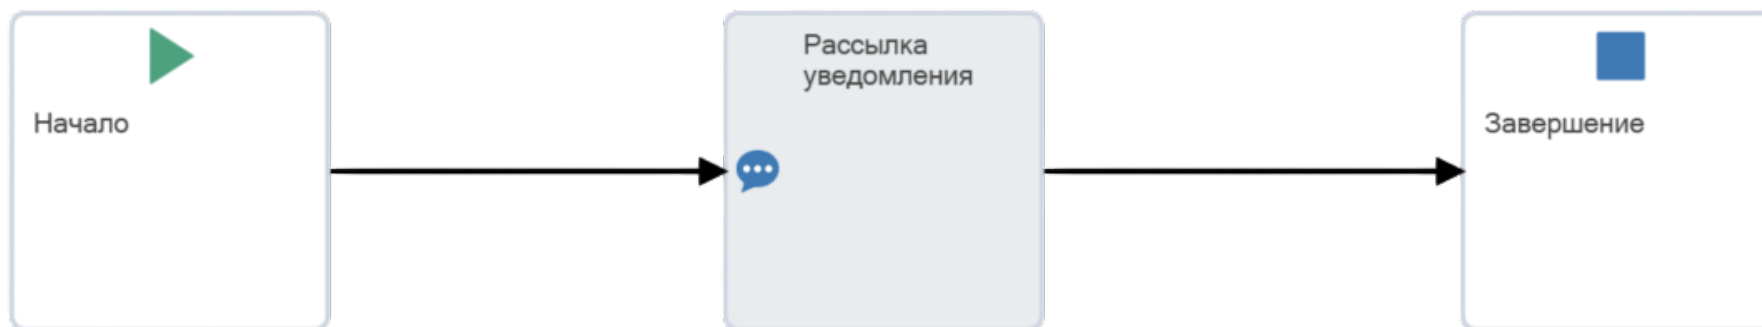 Начало
Рассылка
уведомления
Завершение